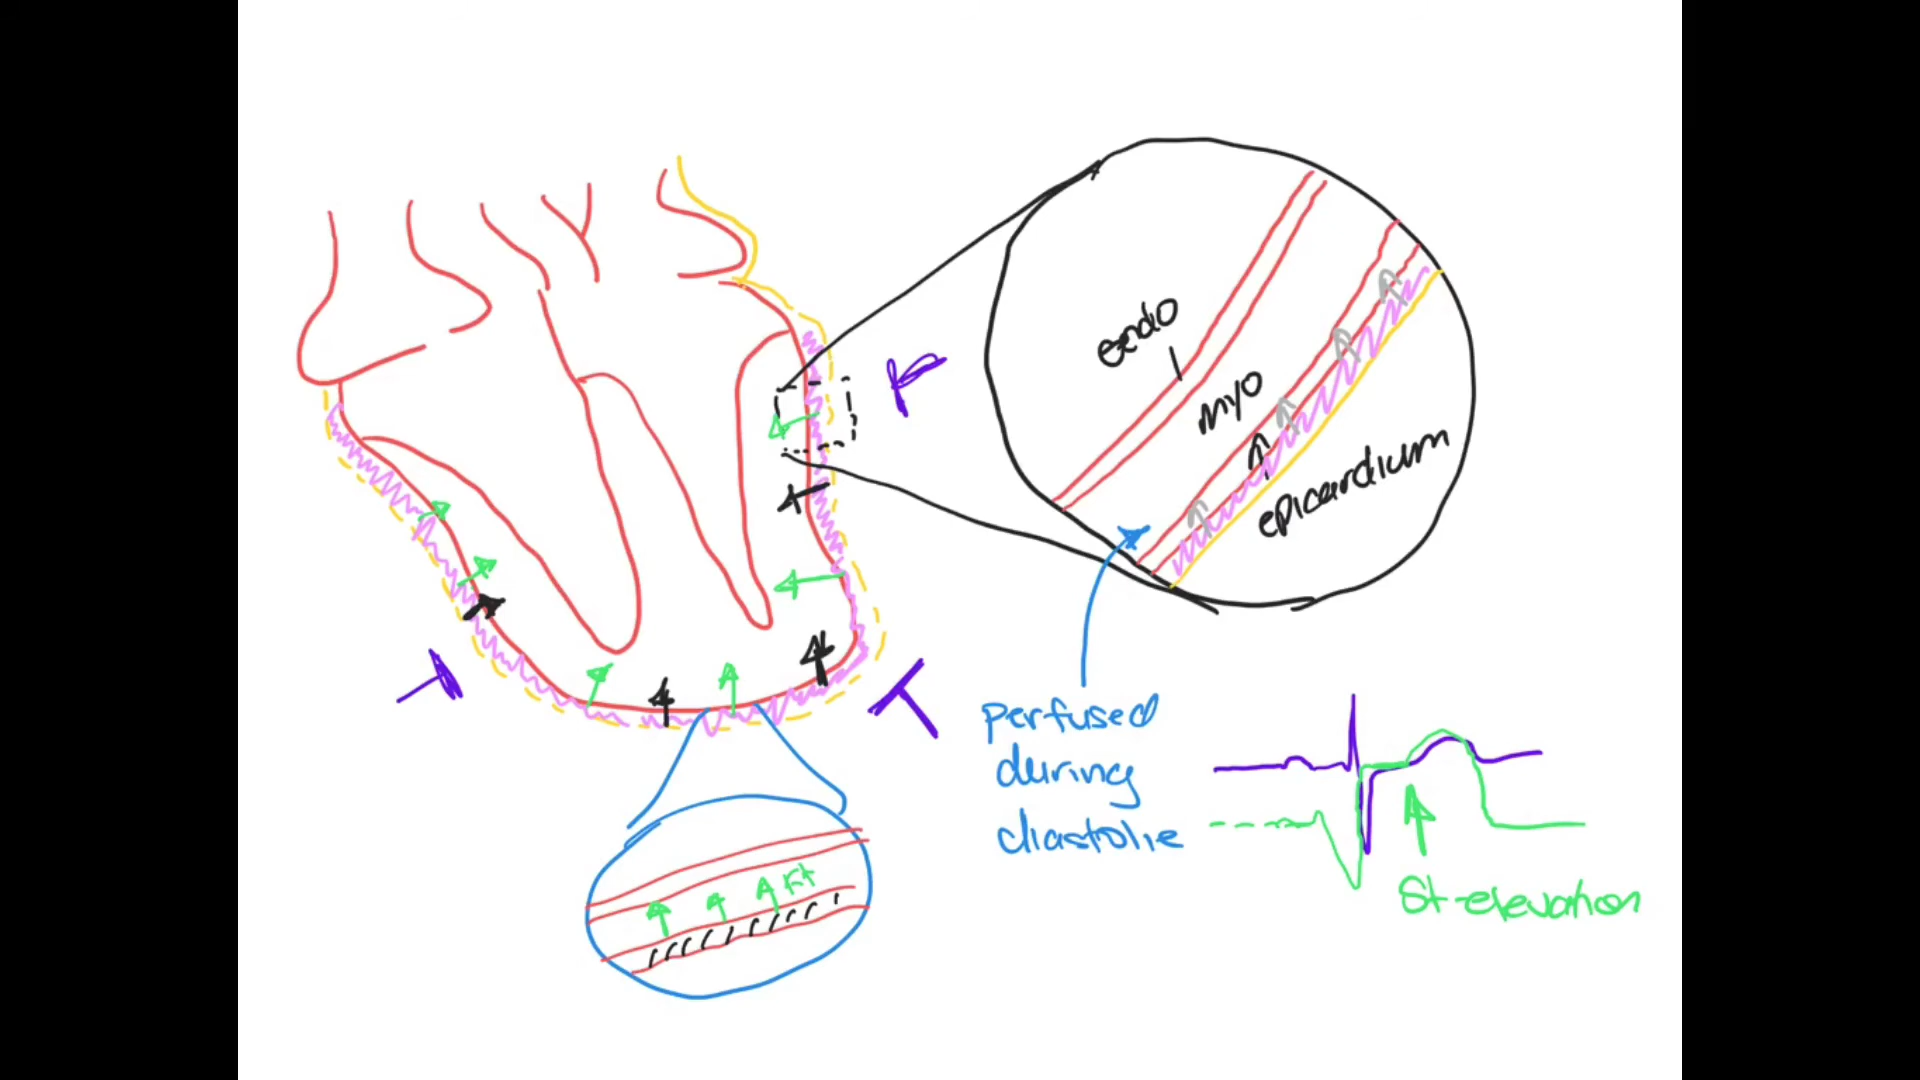 endo
myo
epicardium
perfused
during
diastolie
St-elevation